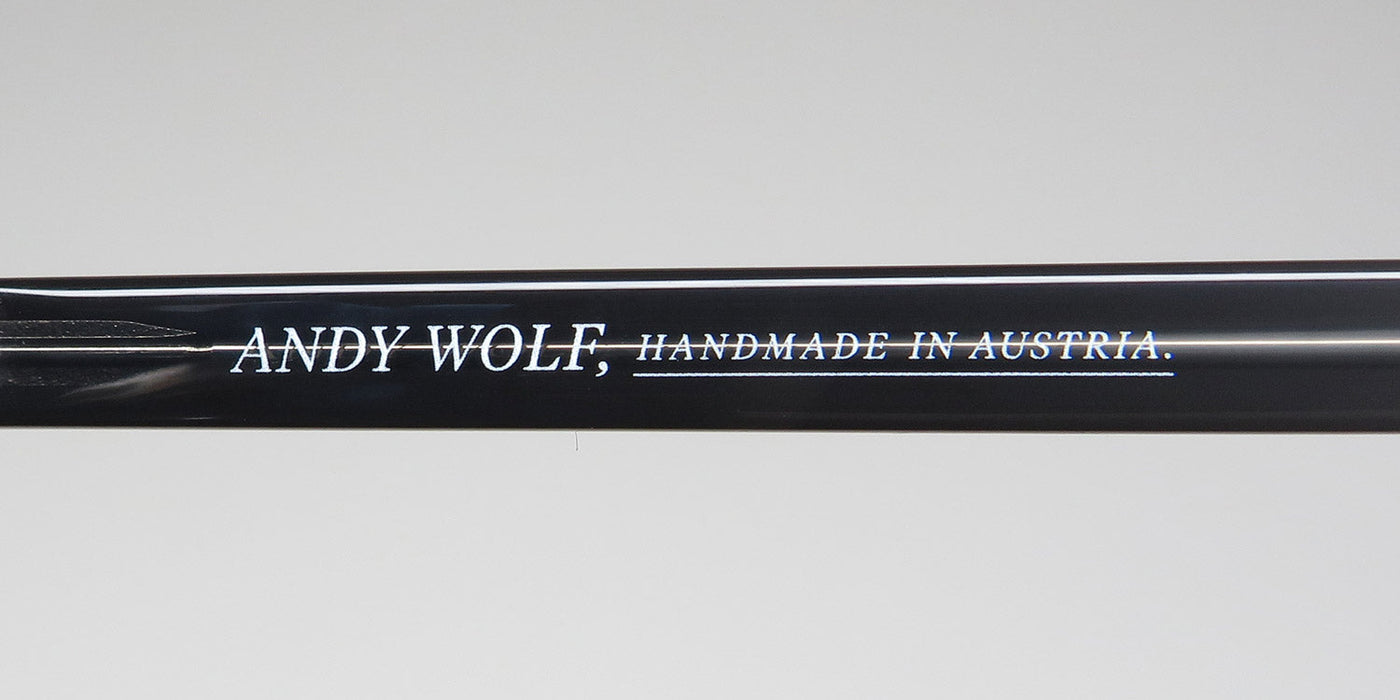 ANDY WOLF, HANDMADE IN AUSTRIA.